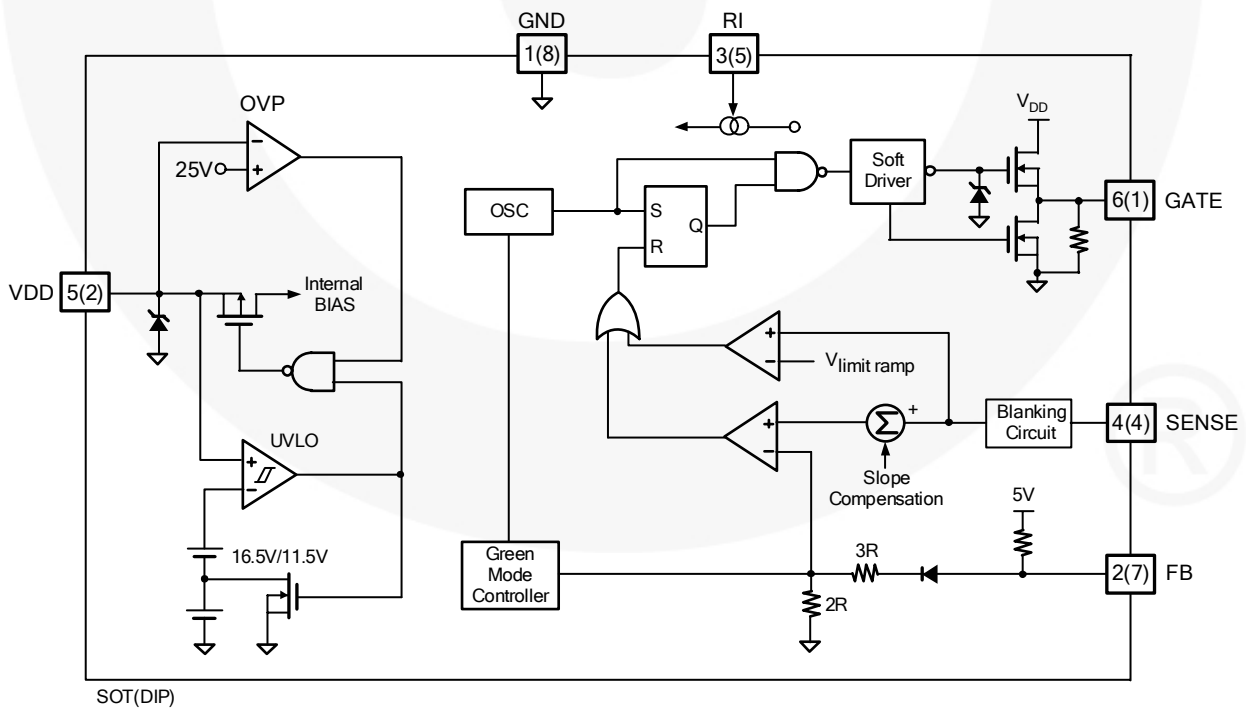 GND
RI
1(8)
3(5)
OVP
25V
VDD
5(2)
Internal
BIAS
UVLO
16.5V/11.5V
OSC
S
R
Q
Soft
Driver
VDD
6(1)
GATE
Vlimit ramp
Σ
+
Slope
Compensation
Blanking
Circuit
4(4)
SENSE
5V
3R
2R
2(7)
FB
Green
Mode
Controller
SOT(DIP)
®